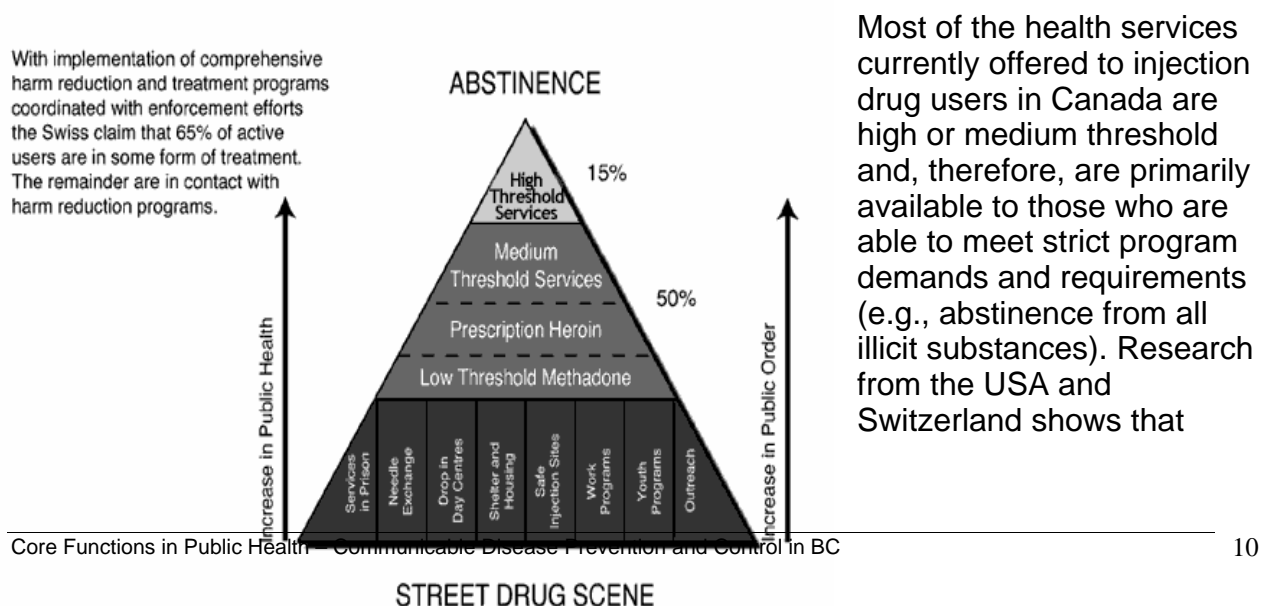 With implementation of comprehensive
harm reduction and treatment programs
coordinated with enforcement efforts
the Swiss claim that 65% of active
users are in some form of treatment.
The remainder are in contact with
harm reduction programs.
ABSTINENCE
High
Threshold
Services
15%
Medium
Threshold Services
50%
Prescription Heroin
Low Threshold Methadone
Services
in Prison
Needle
Exchange
Drop in
Day Centres
Shelter and
Housing
Safe
Injection Sites
Work
Programs
Youth
Programs
Outreach
Increase in Public Health
Increase in Public Order
STREET DRUG SCENE
Most of the health services
currently offered to injection
drug users in Canada are
high or medium threshold
and, therefore, are primarily
available to those who are
able to meet strict program
demands and requirements
(e.g., abstinence from all
illicit substances). Research
from the USA and
Switzerland shows that
Core Functions in Public Health – Communicable Disease Prevention and Control in BC
10